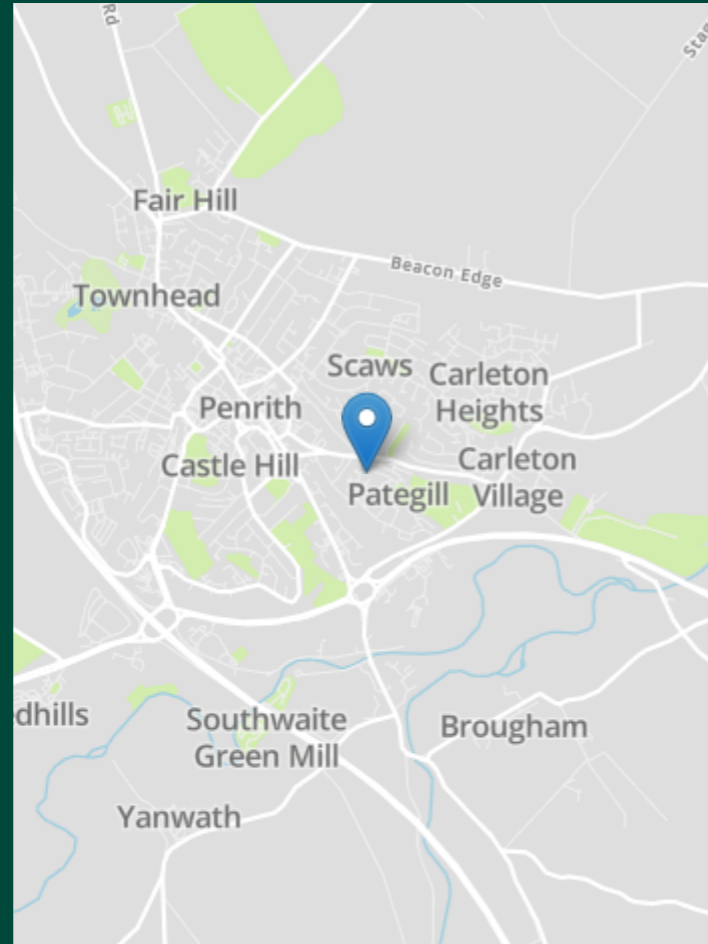 Rd
Fair Hill
Beacon Edge
Townhead
Scaws
Carleton
Heights
Penrith
Castle Hill
Carleton
Village
Pategill
dhills
Southwaite
Green Mill
Brougham
Yanwath